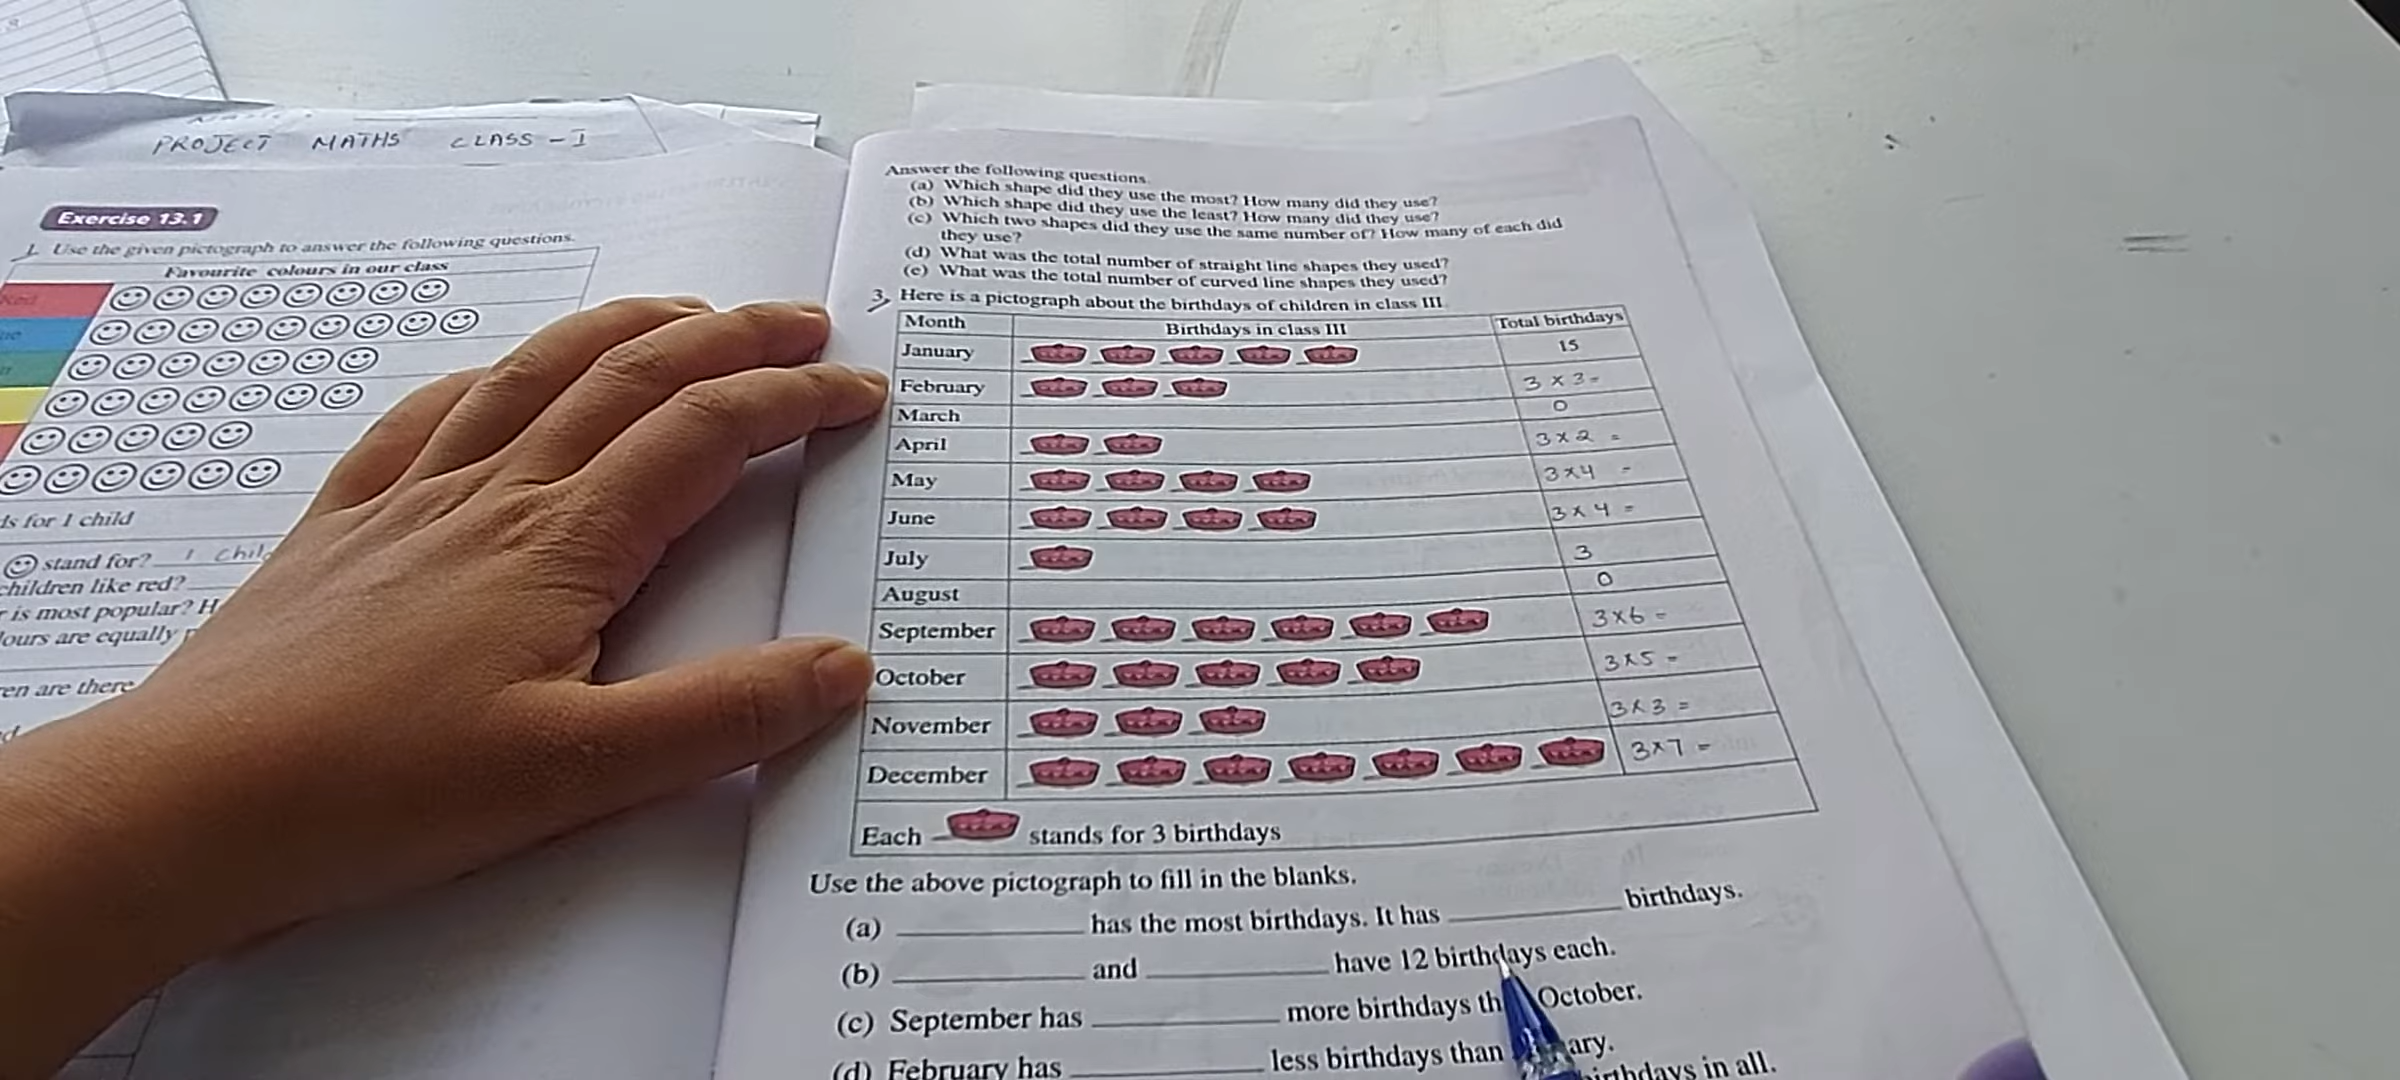 PROJECT MATHS CLASS - I
Exercise 13.1
1. Use the given pictograph to answer the following questions.
Favourite colours in our class
Red
ds for 1 child
stand for? 1 chil
children like red?
r is most popular? H
lours are equally p
en are there
Answer the following questions.
(a) Which shape did they use the most? How many did they use?
(b) Which shape did they use the least? How many did they use?
(c) Which two shapes did they use the same number of? How many of each did
they use?
(d) What was the total number of straight line shapes they used?
(e) What was the total number of curved line shapes they used?
3. Here is a pictograph about the birthdays of children in class III
Month Birthdays in class III Total birthdays
January 15
February 3 x 3 =
March 0
April 3 x 2 =
May 3 x 4 =
June 3 x 4 =
July 3
August 0
September 3 x 6 =
October 3 x 5 =
November 3 x 3 =
December 3 x 7 =
Each stands for 3 birthdays
Use the above pictograph to fill in the blanks.
(a) ____________ has the most birthdays. It has ____________ birthdays.
(b) ____________ and ____________ have 12 birthdays each.
(c) September has ____________ more birthdays th October.
(d) February has ____________ less birthdays than ary.
irthdays in all.